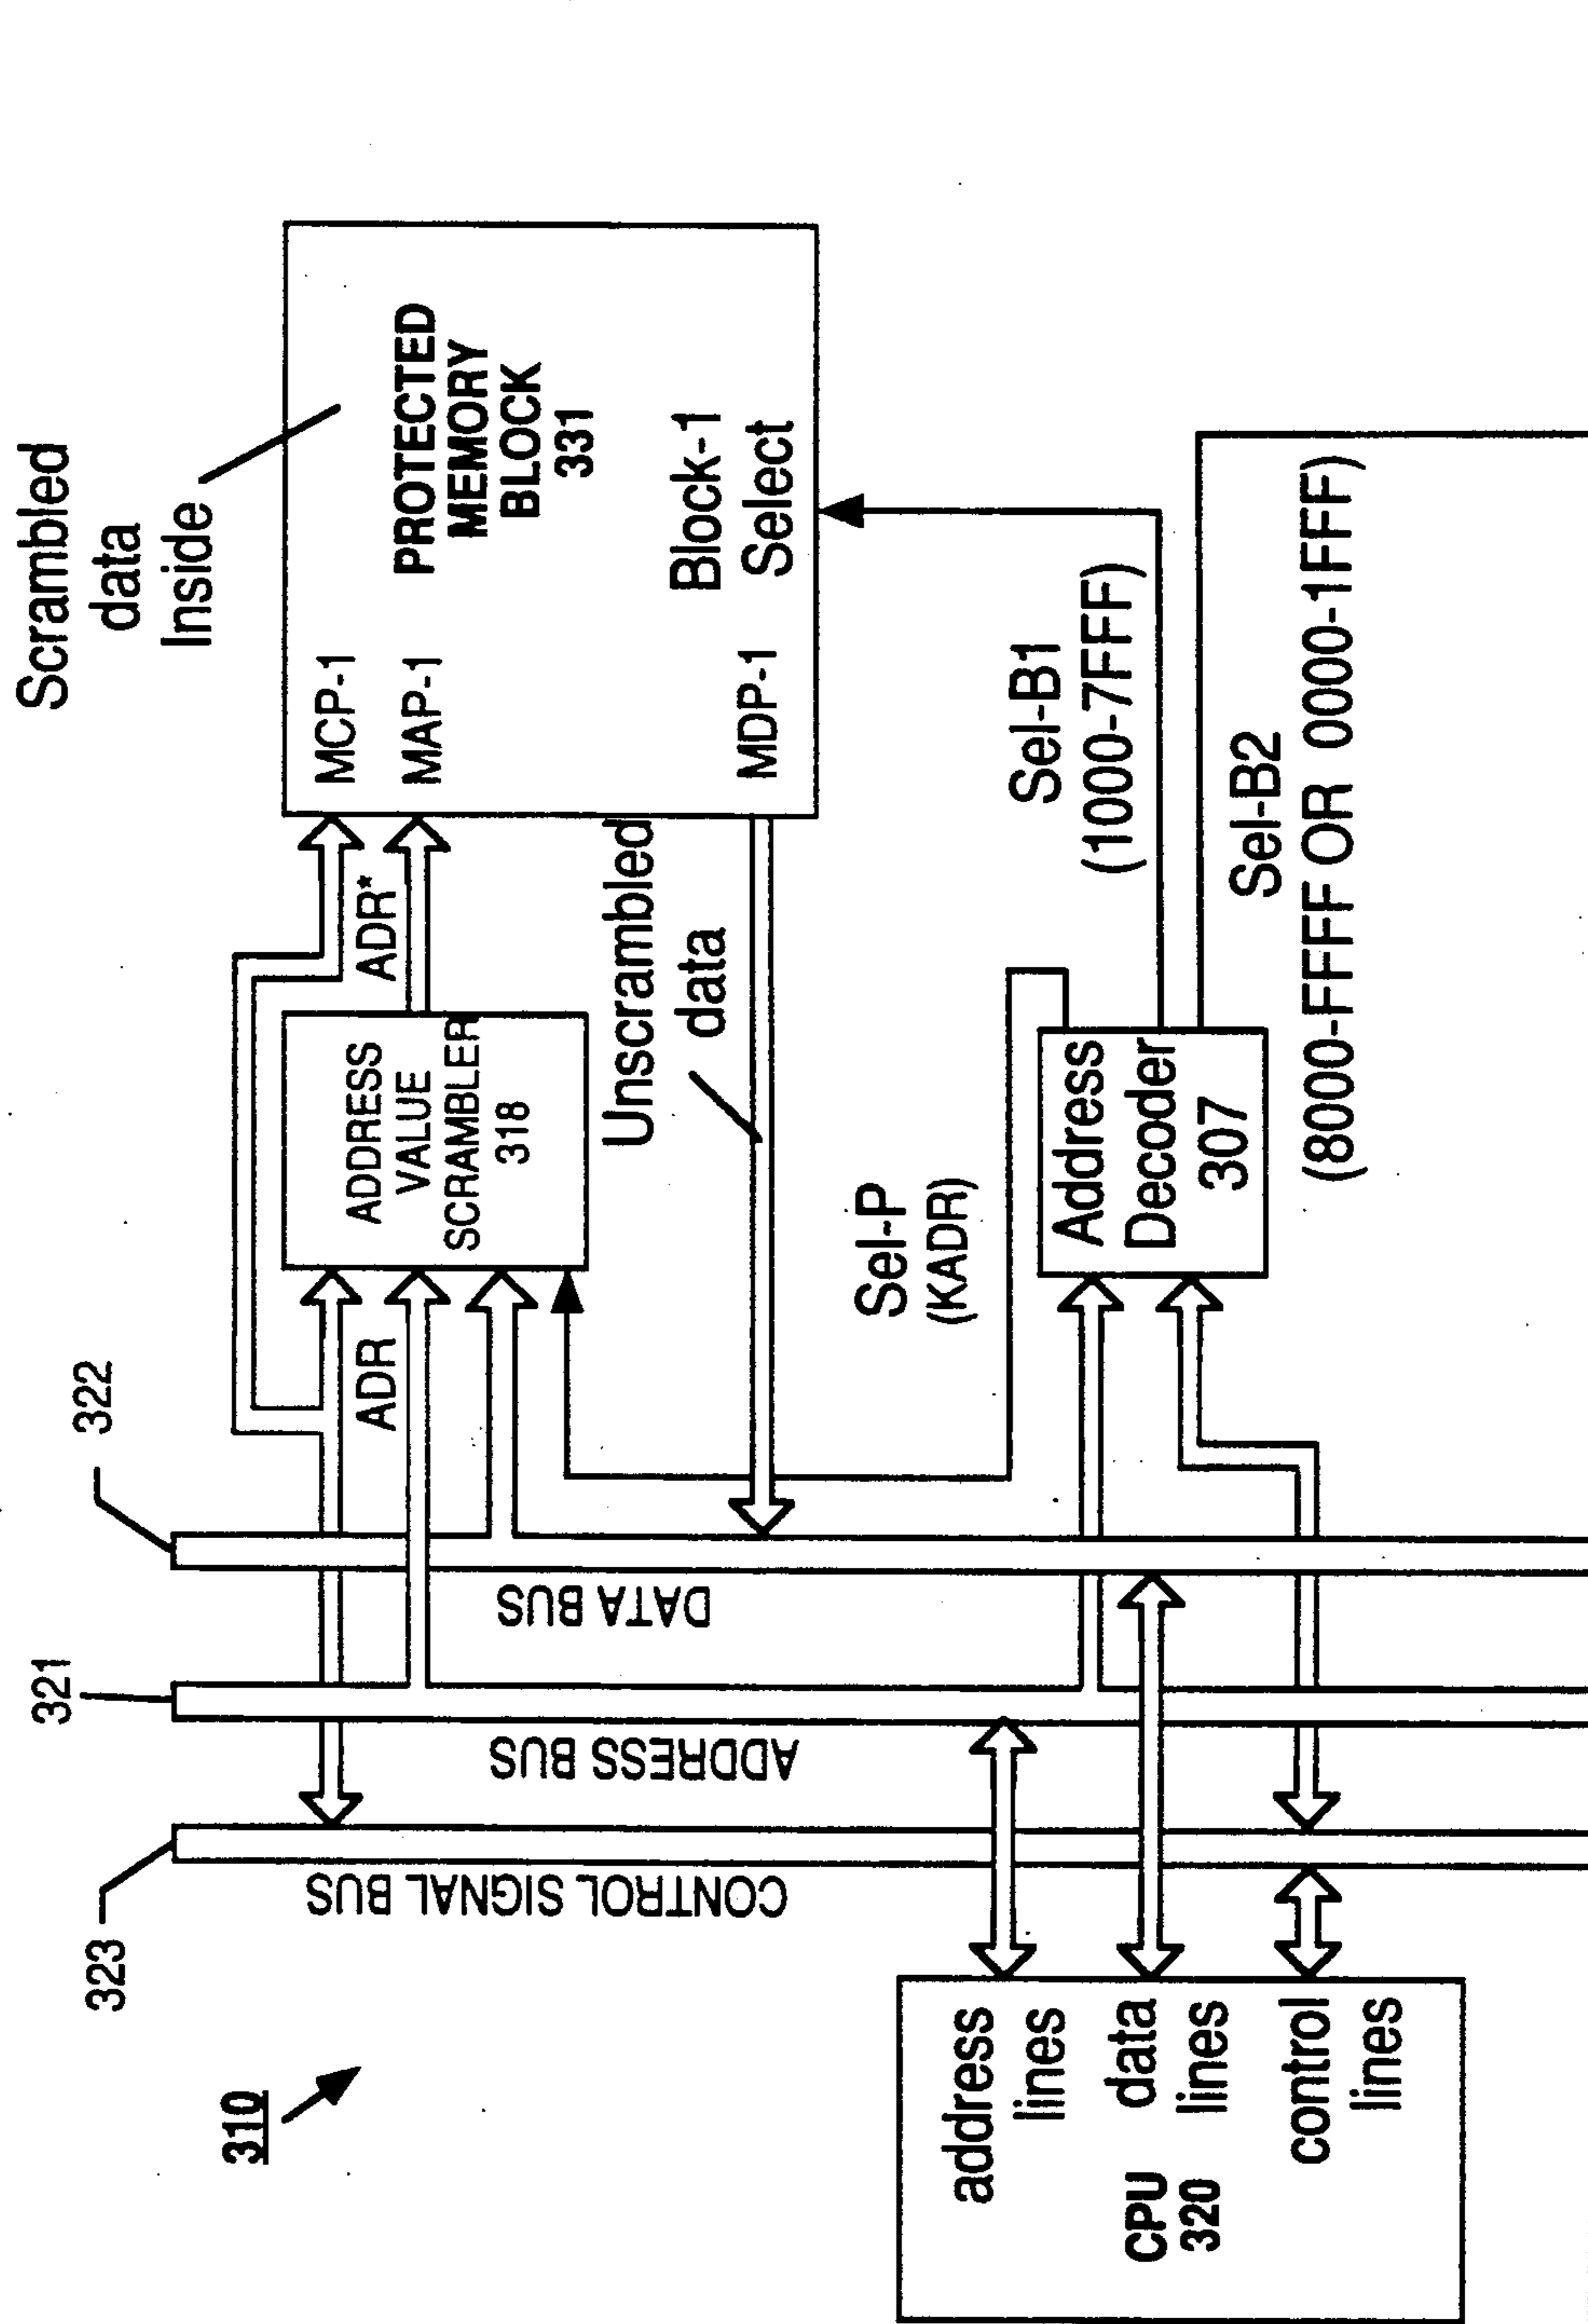 310
323
321
322
CONTROL SIGNAL BUS
ADDRESS BUS
DATA BUS
CPU
320
address
lines
data
lines
control
lines
ADR
ADDRESS
VALUE
SCRAMBLER
318
ADR*
Scrambled
data
Inside
MCP-1
MAP-1
PROTECTED
MEMORY
BLOCK
331
Block-1
Select
MDP-1
Unscrambled
data
Sel-P
(KADR)
Address
Decoder
307
Sel-B1
(1000-7FFF)
Sel-B2
(8000-FFFF OR 0000-1FFF)